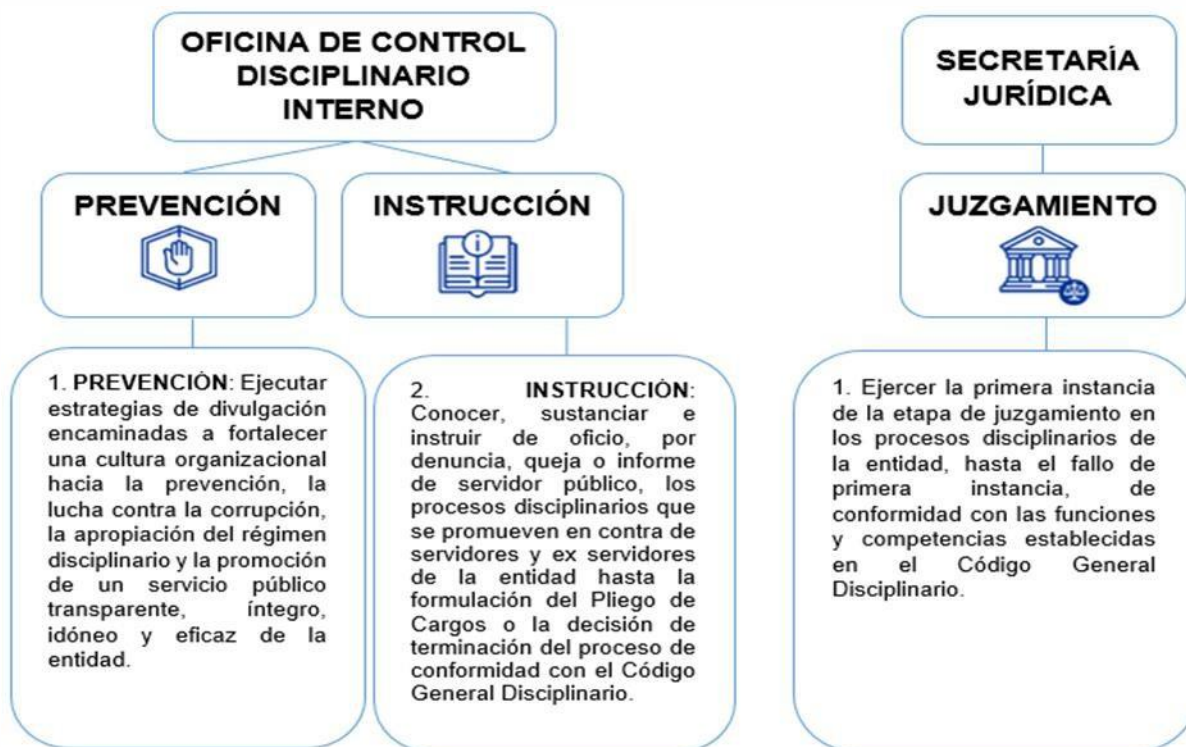 OFICINA DE CONTROL
DISCIPLINARIO
INTERNO
PREVENCIÓN
INSTRUCCIÓN
1. PREVENCIÓN: Ejecutar
estrategias de divulgación
encaminadas a fortalecer
una cultura organizacional
hacia la prevención, la
lucha contra la corrupción,
la apropiación del régimen
disciplinario y la promoción
de un servicio público
transparente, íntegro,
idóneo y eficaz de la
entidad.
2. INSTRUCCIÓN:
Conocer, sustanciar e
instruir de oficio, por
denuncia, queja o informe
de servidor público, los
procesos disciplinarios que
se promueven en contra de
servidores y ex servidores
de la entidad hasta la
formulación del Pliego de
Cargos o la decisión de
terminación del proceso de
conformidad con el Código
General Disciplinario.
SECRETARÍA
JURÍDICA
JUZGAMIENTO
1. Ejercer la primera instancia
de la etapa de juzgamiento en
los procesos disciplinarios de
la entidad, hasta el fallo de
primera instancia, de
conformidad con las funciones
y competencias establecidas
en el Código General
Disciplinario.